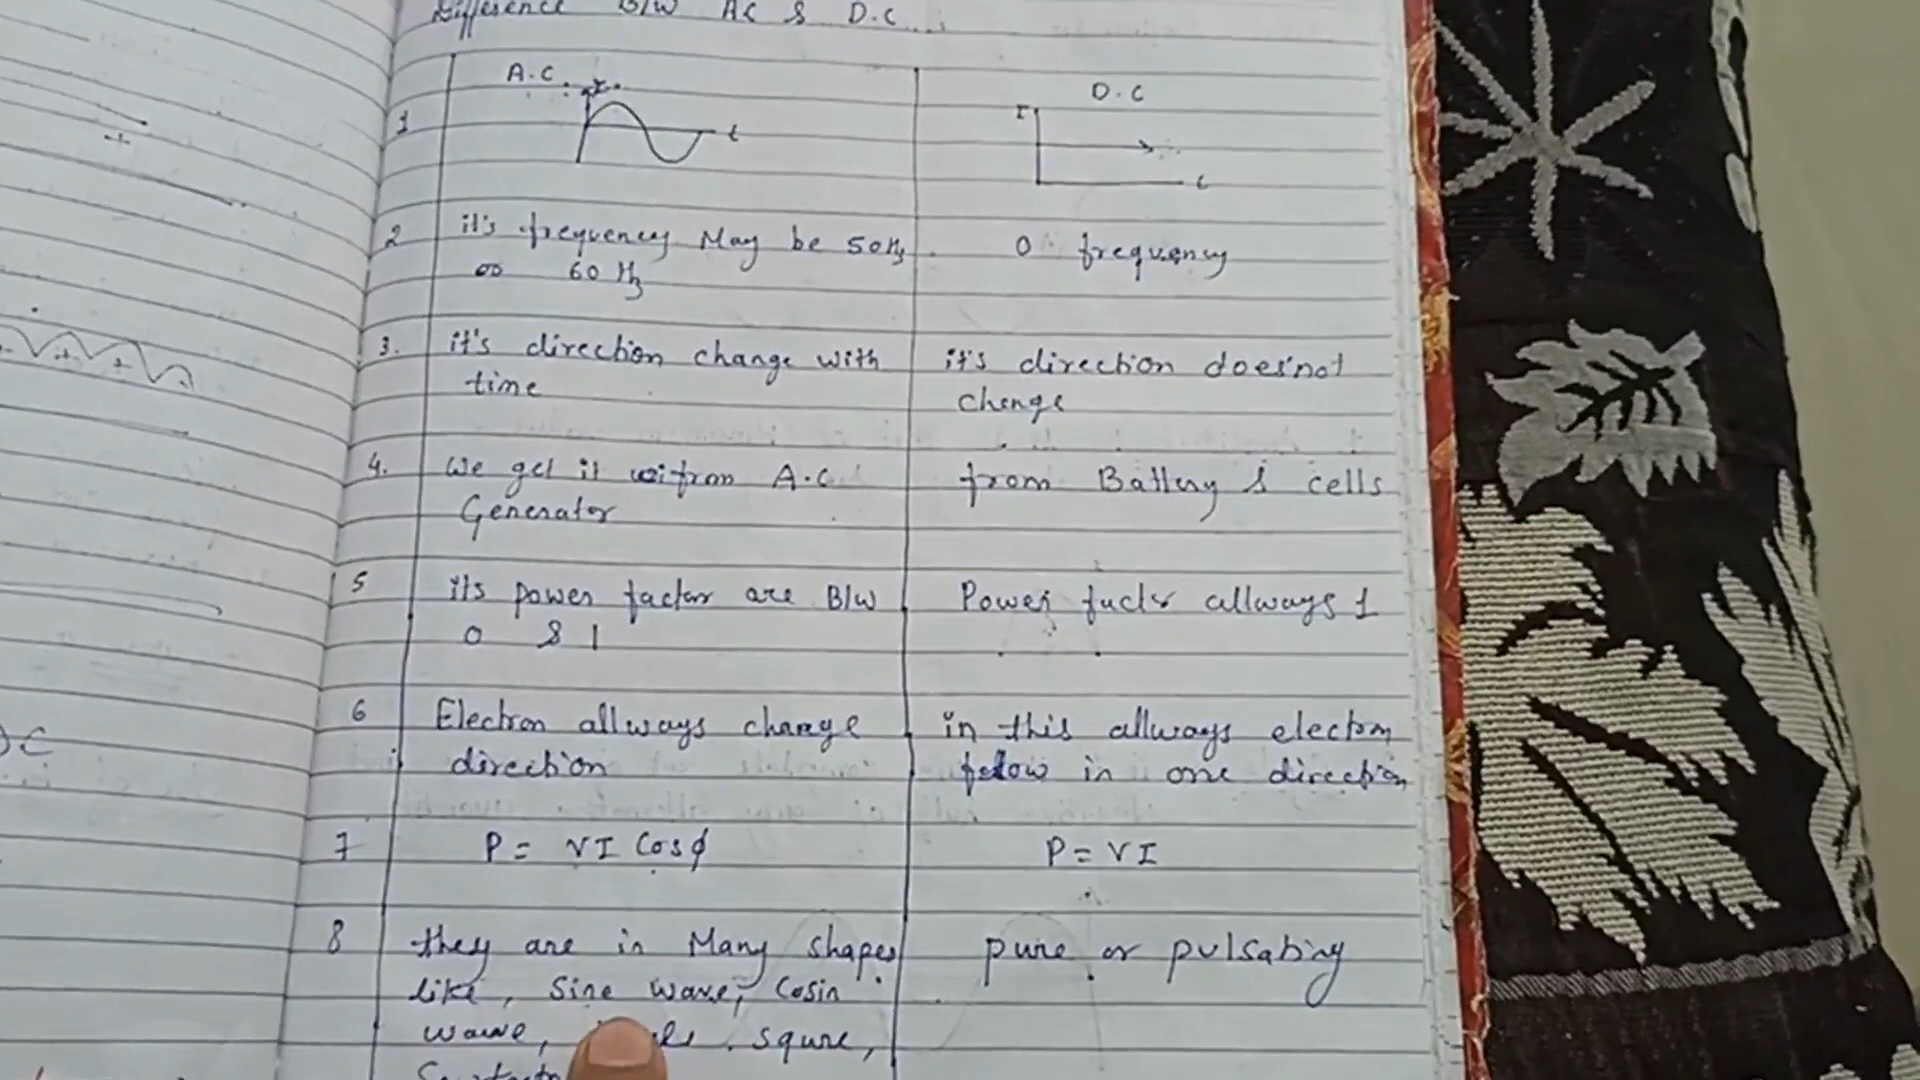 Difference B/W AC & D.C
A.C.
D.C
1
I
t
I
t
2 it's frequency May be 50Hz
or 60 Hz
0 frequency
3. it's direction change with
time
it's direction does'not
change
4. We get it from A.C
Generator
from Battery & cells
5 its power factor are B/W
0 & 1
Power factor allways 1
6 Electron allways change
direction
in this allways electron
flow in one direction
7 P = VI Cosφ
P = VI
8 they are in Many shapes
like, Sine wave, Cosin
wave, squre,
pure or pulsating
DC